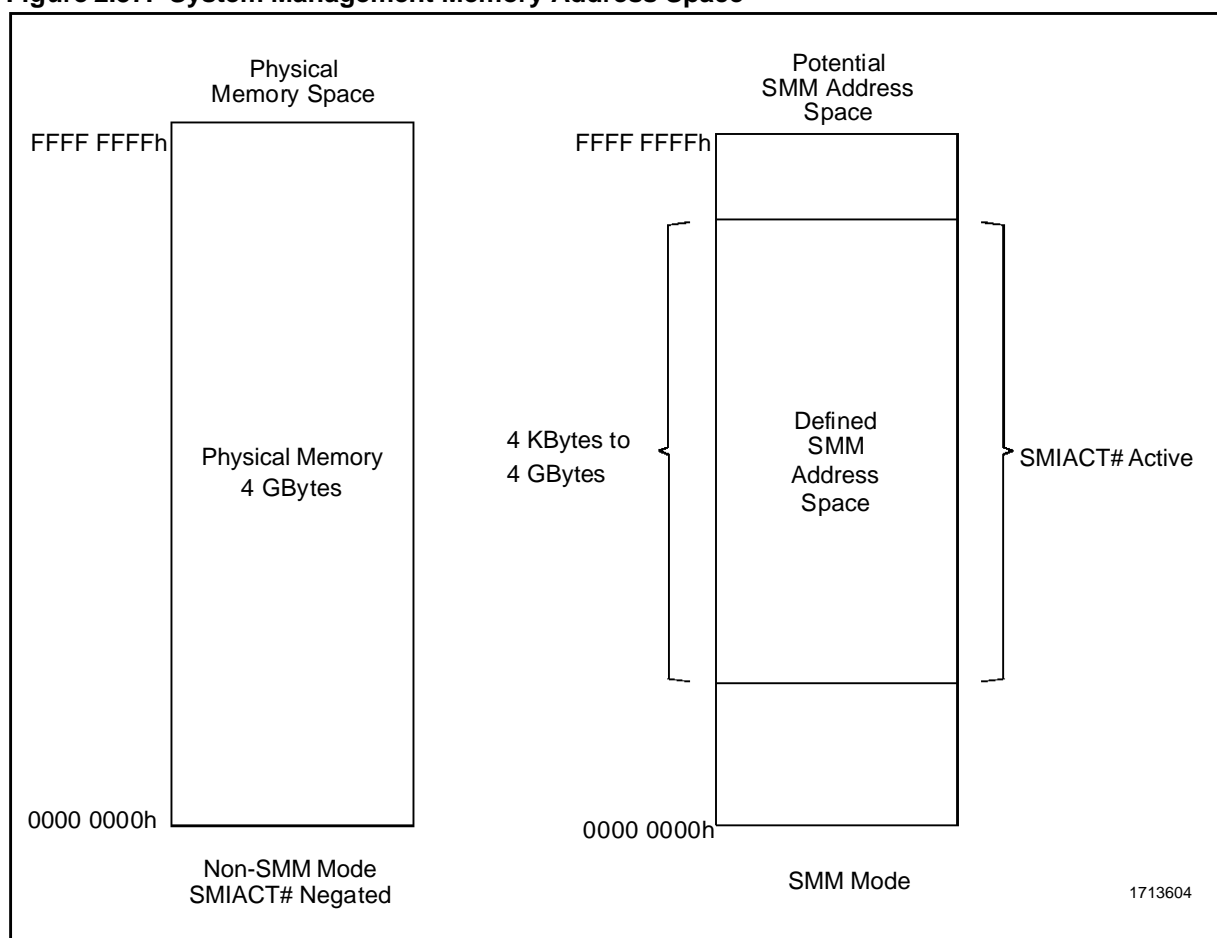 Figure System Management Memory Address Space
Physical
Memory Space
FFFF FFFFh
Physical Memory
4 GBytes
0000 0000h
Non-SMM Mode
SMIACT# Negated
Potential
SMM Address
Space
FFFF FFFFh
4 KBytes to
4 GBytes
Defined
SMM
Address
Space
SMIACT# Active
0000 0000h
SMM Mode
1713604